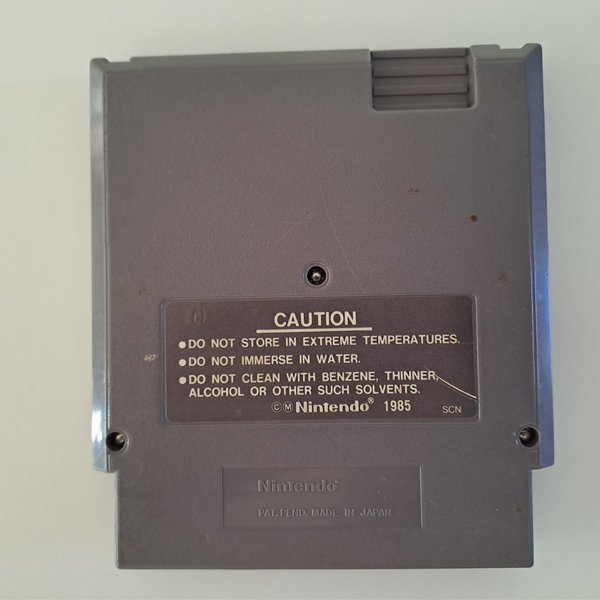 CAUTION
●DO NOT STORE IN EXTREME TEMPERATURES.
●DO NOT IMMERSE IN WATER.
●DO NOT CLEAN WITH BENZENE, THINNER,
ALCOHOL OR OTHER SUCH SOLVENTS.
©Ⓜ Nintendo® 1985
SCN
Nintendo®
PAT.PEND. MADE IN JAPAN